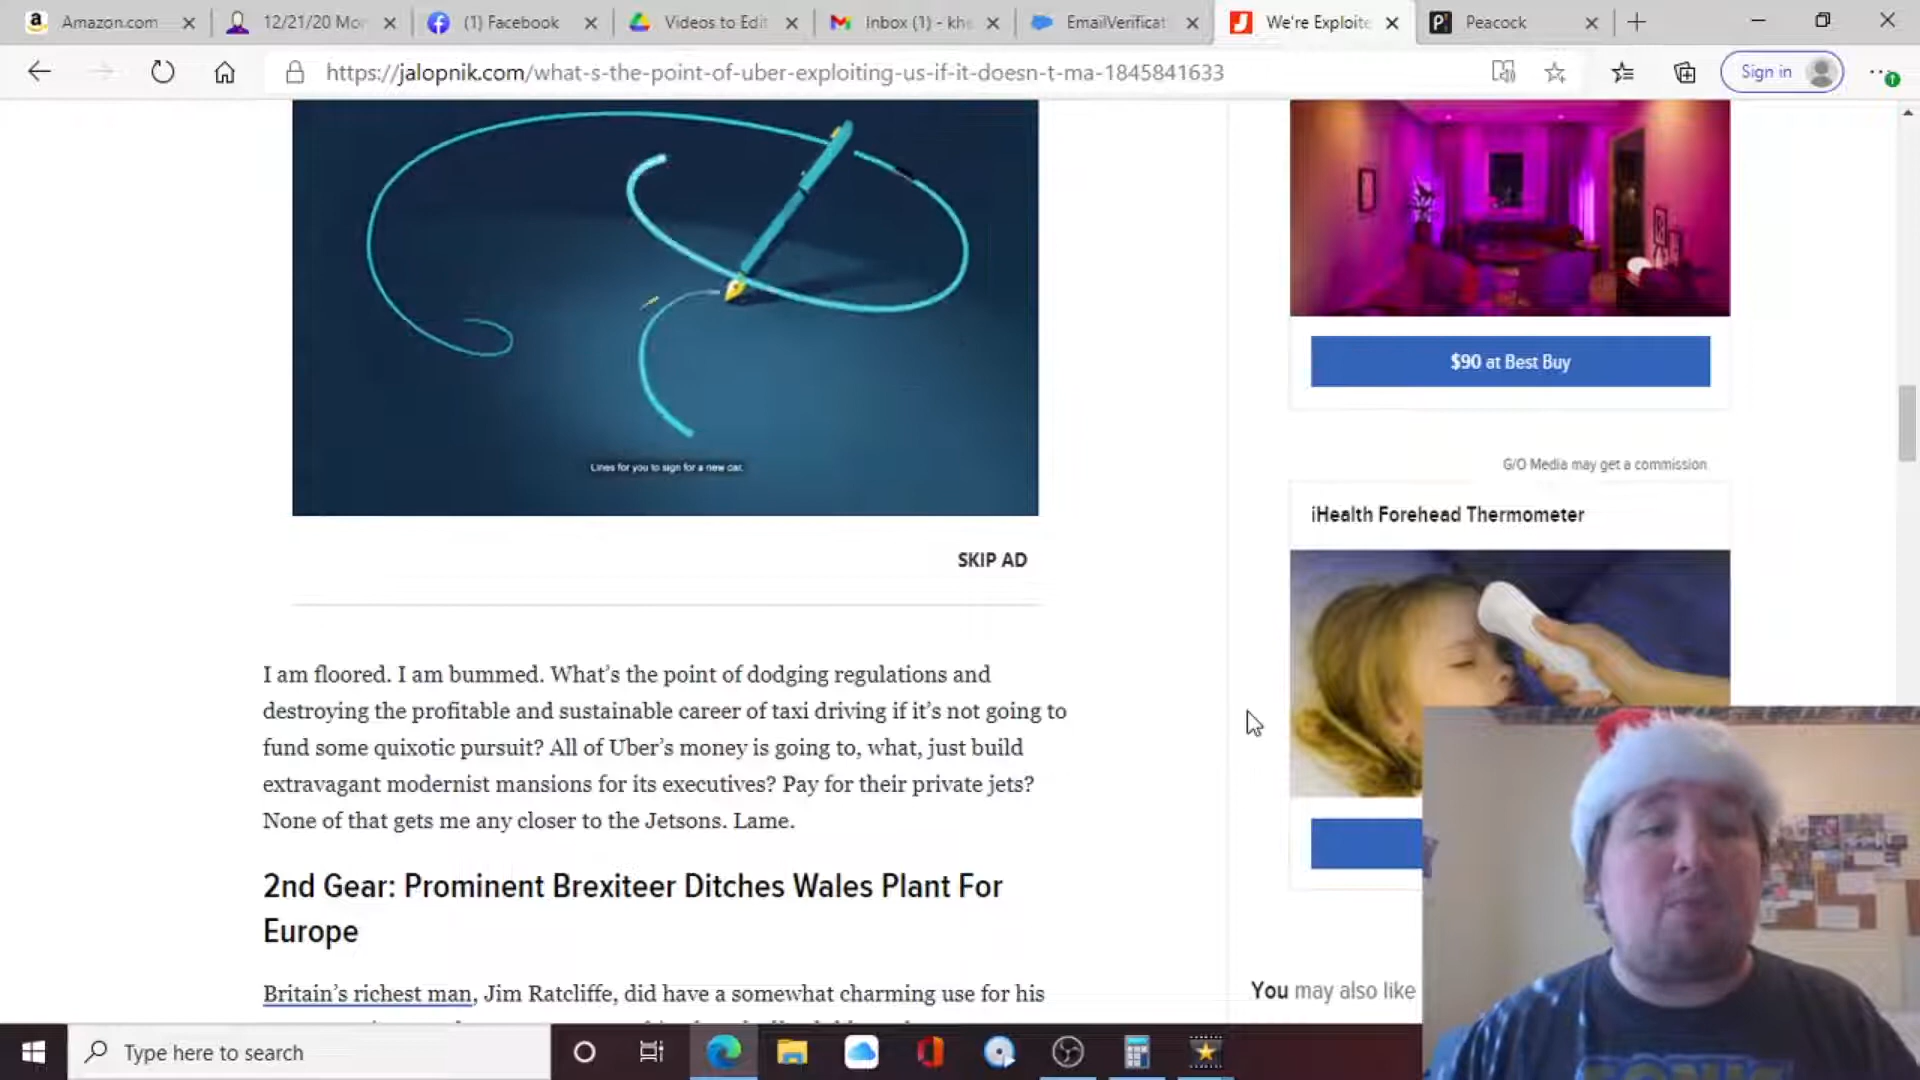 Amazon.com
12/21/20 Mo
(1) Facebook
Videos to Edit
Inbox (1) - khe
EmailVerificat
We're Exploite
Peacock
https://jalopnik.com/what-s-the-point-of-uber-exploiting-us-if-it-doesn-t-ma-1845841633
Sign in
Lines for you to sign for a new car.
SKIP AD
$90 at Best Buy
G/O Media may get a commission
iHealth Forehead Thermometer
I am floored. I am bummed. What's the point of dodging regulations and
destroying the profitable and sustainable career of taxi driving if it's not going to
fund some quixotic pursuit? All of Uber's money is going to, what, just build
extravagant modernist mansions for its executives? Pay for their private jets?
None of that gets me any closer to the Jetsons. Lame.
2nd Gear: Prominent Brexiteer Ditches Wales Plant For
Europe
Britain's richest man, Jim Ratcliffe, did have a somewhat charming use for his
You may also like
Type here to search